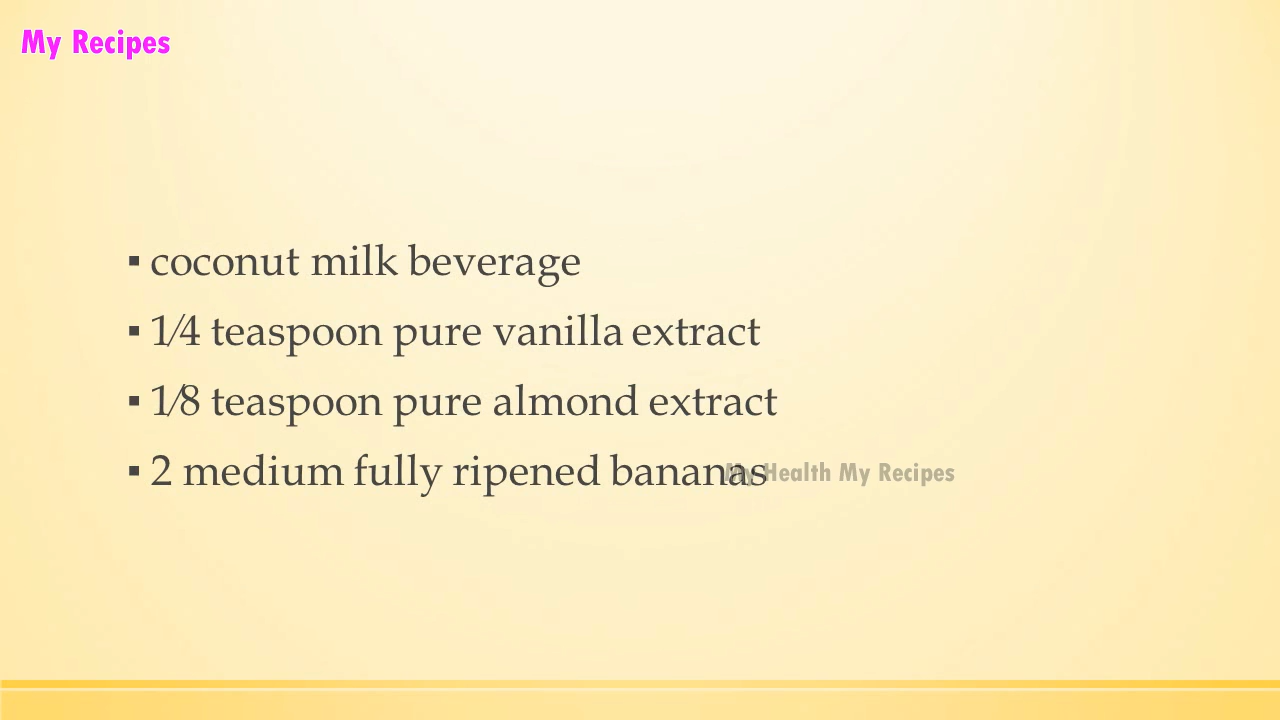 My Recipes
▪ coconut milk beverage
▪ 1⁄4 teaspoon pure vanilla extract
▪ 1⁄8 teaspoon pure almond extract
▪ 2 medium fully ripened bananas
My Health My Recipes